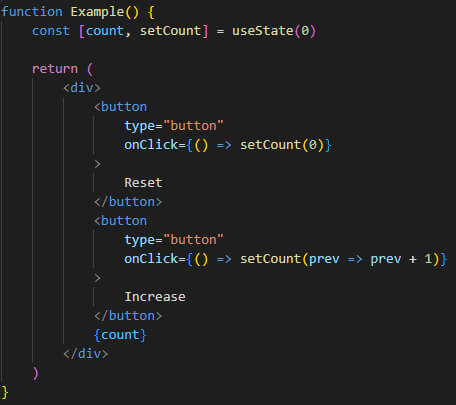 function Example() {
    const [count, setCount] = useState(0)

    return (
        <div>
            <button
                type="button"
                onClick={() => setCount(0)}
            >
                Reset
            </button>
            <button
                type="button"
                onClick={() => setCount(prev => prev + 1)}
            >
                Increase
            </button>
            {count}
        </div>
    )
}